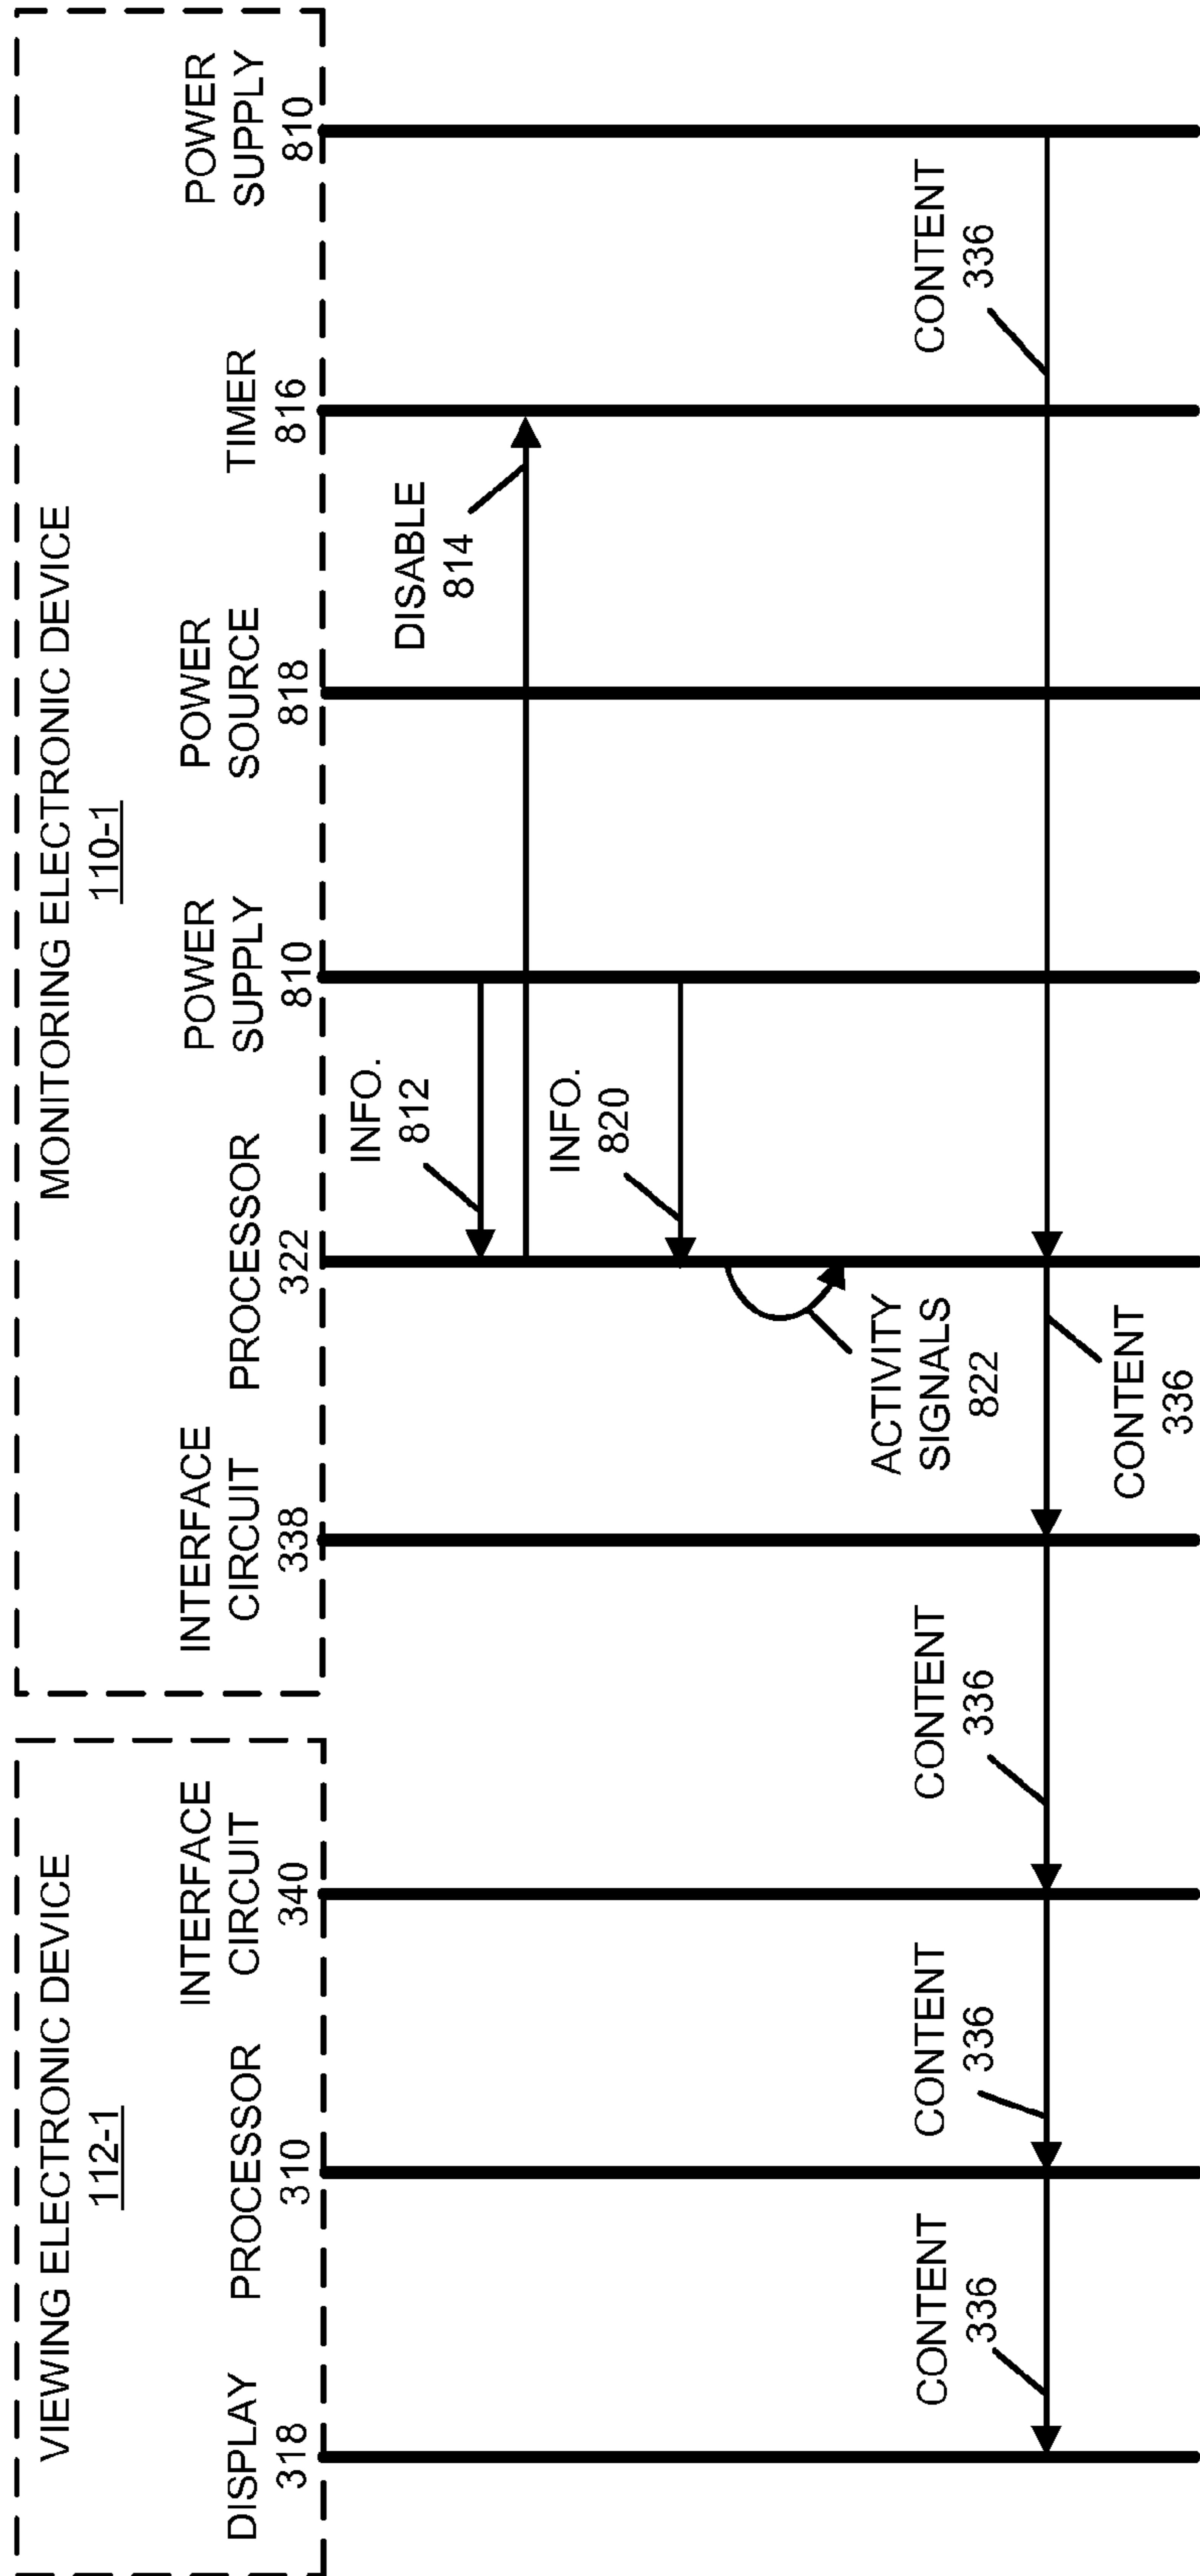 VIEWING ELECTRONIC DEVICE
112-1
DISPLAY
318
PROCESSOR
310
INTERFACE
CIRCUIT
340
MONITORING ELECTRONIC DEVICE
110-1
INTERFACE
CIRCUIT
338
PROCESSOR
322
POWER
SUPPLY
810
POWER
SOURCE
818
TIMER
816
POWER
SUPPLY
810
INFO.
812
DISABLE
814
INFO.
820
ACTIVITY
SIGNALS
822
CONTENT
336
CONTENT
336
CONTENT
336
CONTENT
336
CONTENT
336